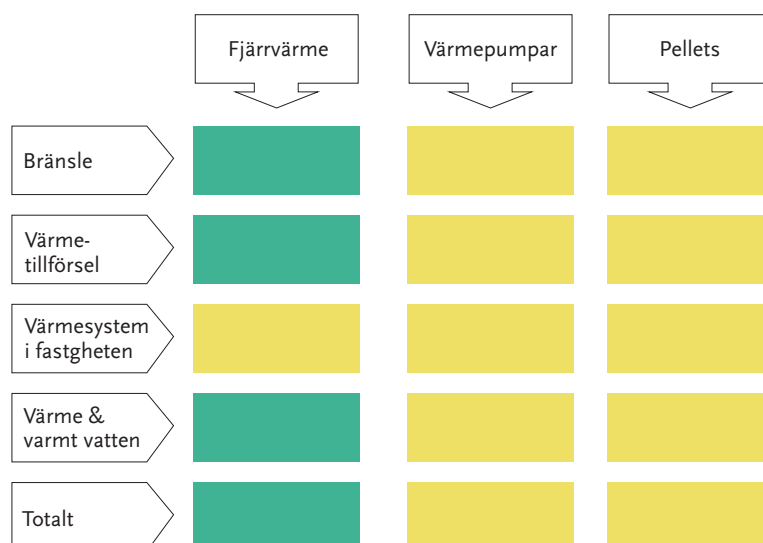 Fjärrvärme
Värmepumpar
Pellets
Bränsle
Värme-
tillförsel
Värmesystem
i fastgheten
Värme &
varmt vatten
Totalt